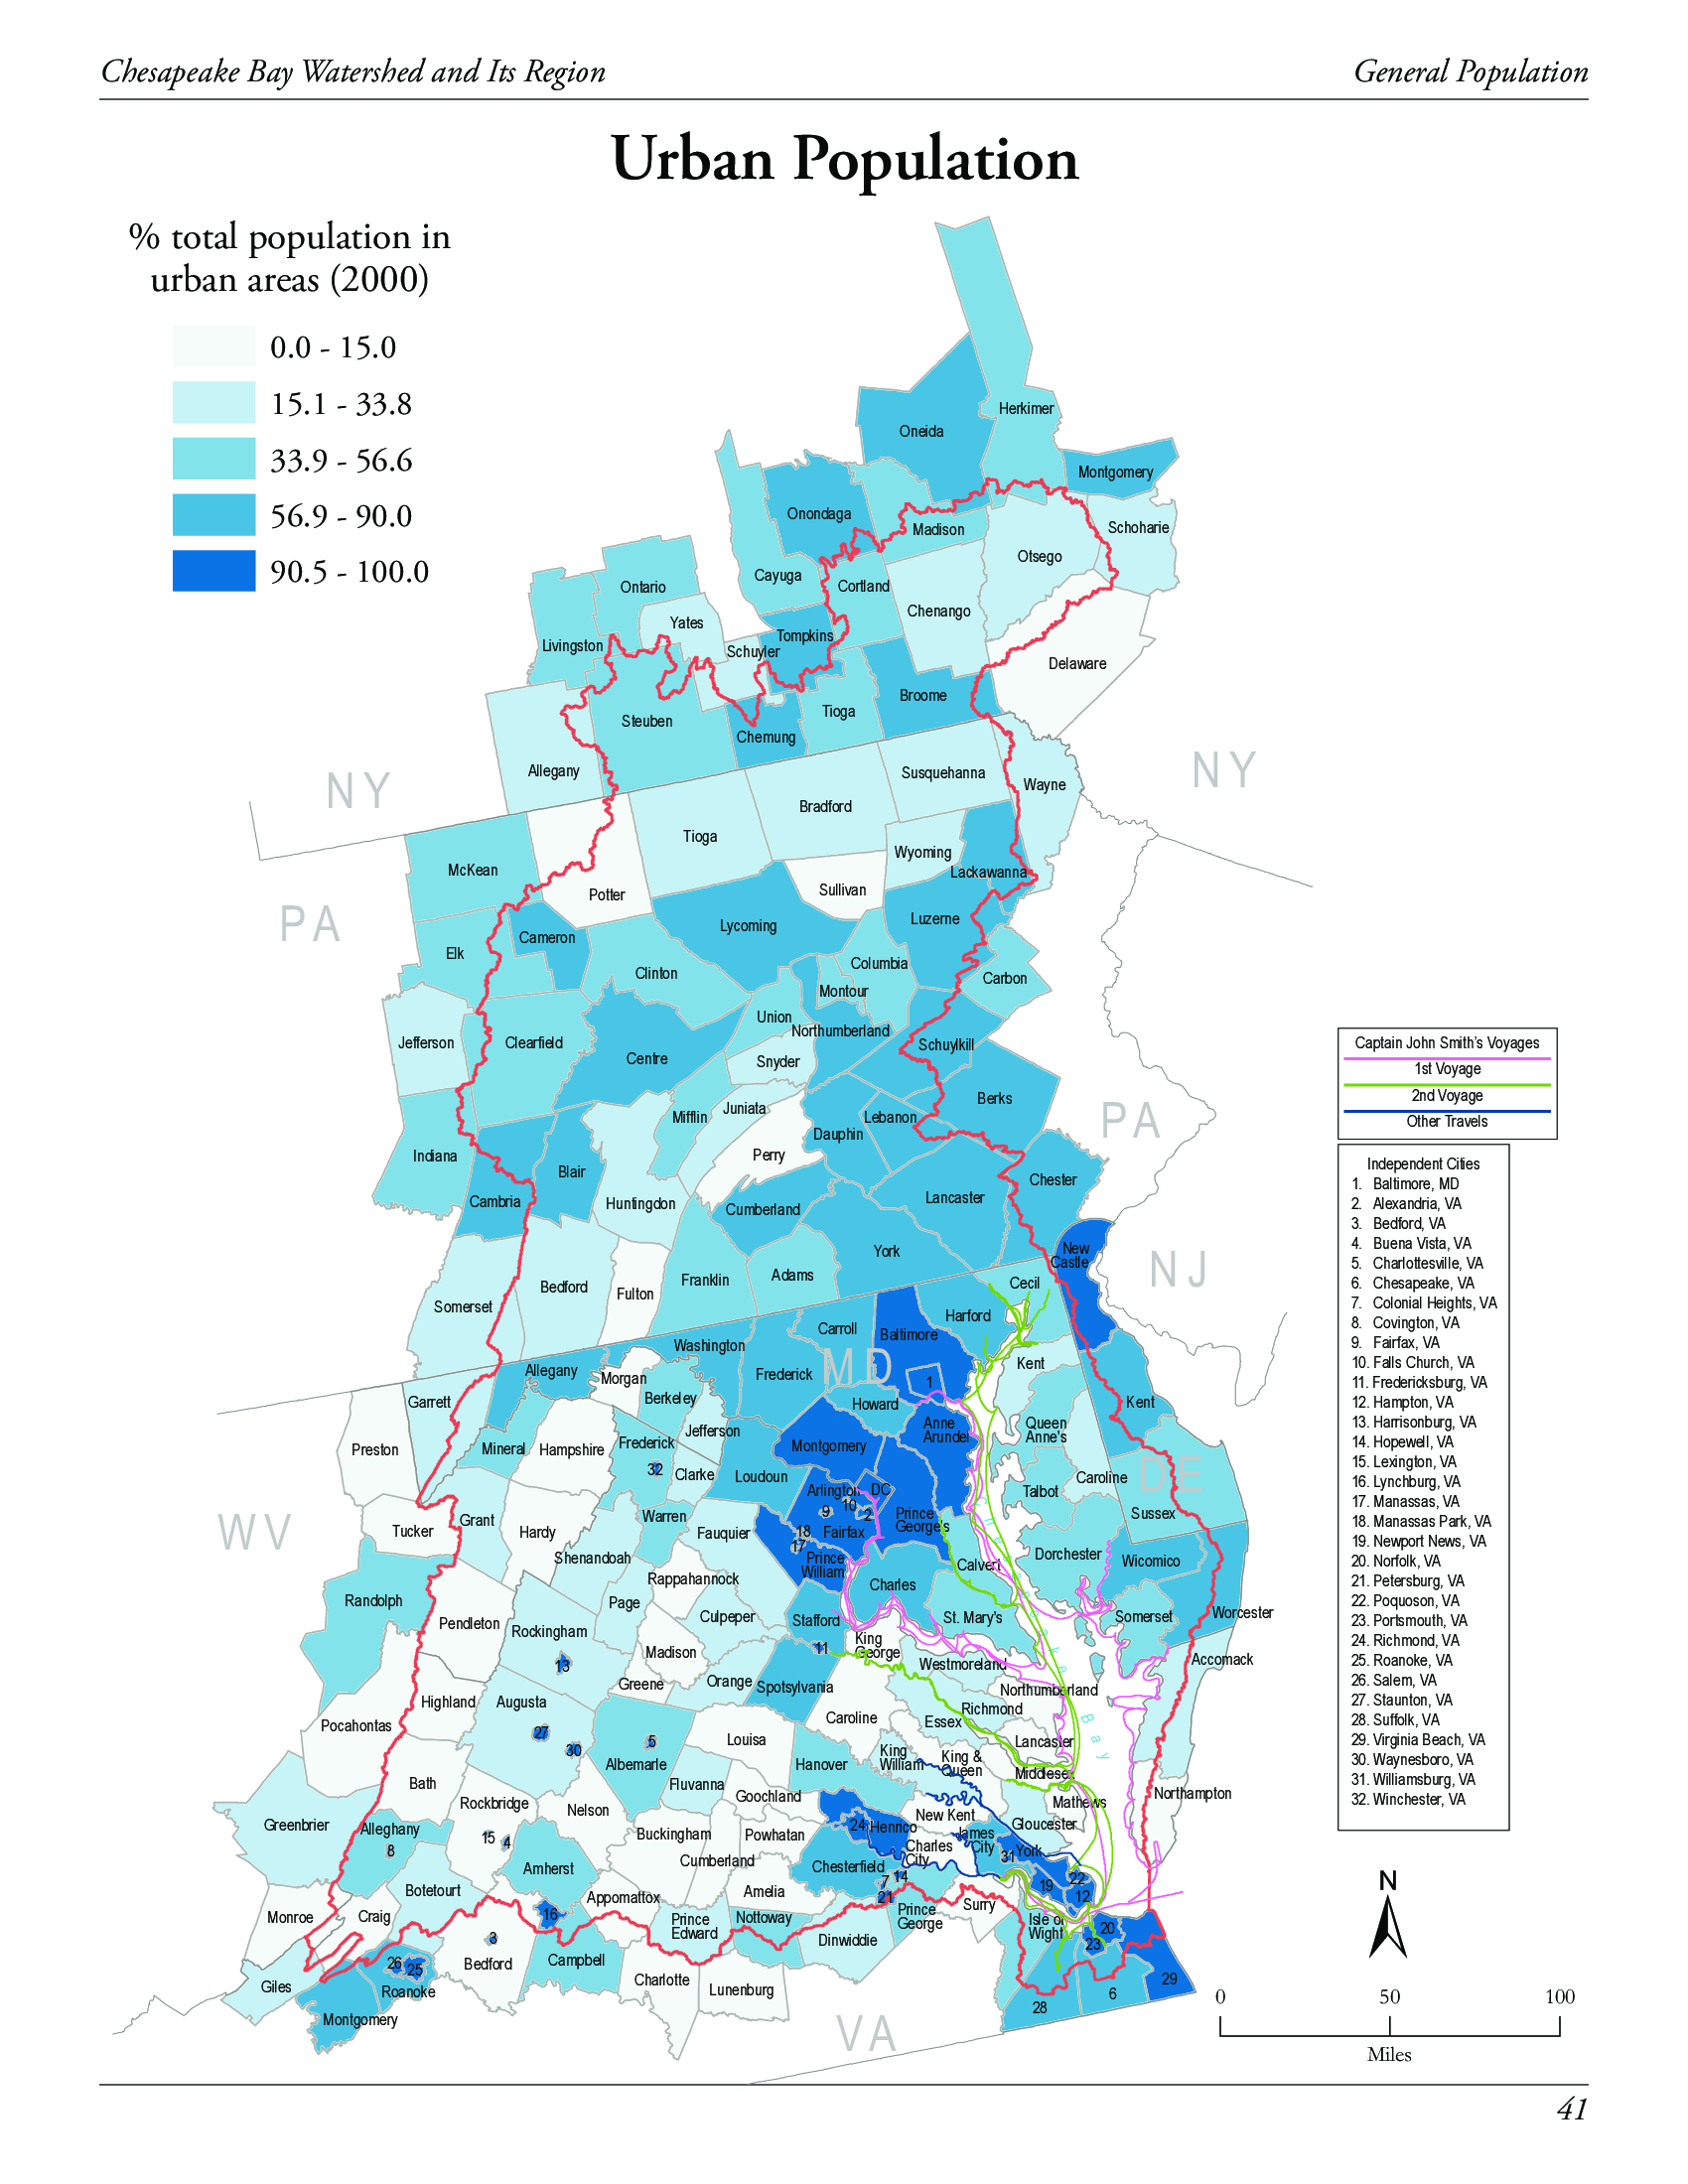 Chesapeake Bay Watershed and Its Region
General Population
Urban Population
% total population in
urban areas (2000)
0.0 - 15.0
15.1 - 33.8
33.9 - 56.6
56.9 - 90.0
90.5 - 100.0
Herkimer
Oneida
Montgomery
Onondaga
Madison
Schoharie
Otsego
Cayuga
Cortland
Ontario
Chenango
Yates
Tompkins
Livingston
Schuyler
Delaware
Broome
Tioga
Steuben
Chemung
Allegany
NY
NY
Susquehanna
Wayne
Bradford
Tioga
Wyoming
Lackawanna
McKean
Sullivan
Potter
PA
Lycoming
Luzerne
Cameron
Elk
Columbia
Clinton
Carbon
Montour
Union
Northumberland
Jefferson
Clearfield
Schuylkill
Centre
Snyder
Berks
Juniata
Mifflin
Lebanon
PA
Dauphin
Indiana
Perry
Blair
Chester
Cambria
Huntingdon
Lancaster
Cumberland
York
New
Castle
NJ
Adams
Franklin
Cecil
Bedford
Fulton
Somerset
Harford
Carroll
Baltimore
Washington
MD
Kent
Allegany
Frederick
Morgan
1
Berkeley
Garrett
Howard
Kent
Anne
Arundel
Queen
Anne's
Jefferson
Frederick
Montgomery
Preston
Mineral
Hampshire
32
Clarke
Loudoun
Caroline
DE
Talbot
Arlington
DC
10
9
2
Sussex
Prince
George's
Grant
Warren
WV
Tucker
Hardy
Fauquier
18
Fairfax
17
Shenandoah
Prince
William
Calvert
Dorchester
Wicomico
Rappahannock
Charles
Randolph
Page
Culpeper
Stafford
St. Mary's
Somerset
Worcester
Pendleton
Rockingham
Chesapeake Bay
11
King
George
Madison
13
Westmoreland
Accomack
Greene
Orange
Spotsylvania
Northumberland
Highland
Augusta
Richmond
Pocahontas
Caroline
Essex
27
Louisa
5
30
Lancaster
Albemarle
Hanover
King
William
King &
Queen
Middlesex
Bath
Fluvanna
Northampton
Goochland
Mathews
Rockbridge
Nelson
New Kent
Gloucester
Greenbrier
Alleghany
24
Henrico
Buckingham
Powhatan
James
City
15
4
8
Charles
City
York
31
Cumberland
Chesterfield
Amherst
14
22
7
19
Botetourt
Amelia
21
12
Appomattox
Surry
Craig
16
Prince
Edward
Nottoway
Prince
George
Monroe
Isle of
Wight
20
3
Dinwiddie
23
Campbell
26
25
Bedford
Charlotte
29
Giles
Roanoke
Lunenburg
6
28
Montgomery
VA
Captain John Smith's Voyages
1st Voyage
2nd Voyage
Other Travels
Independent Cities
1. Baltimore, MD
2 Alexandria, VA
3. Bedford, VA
4. Buena Vista, VA
5. Charlottesville, VA
6. Chesapeake, VA
7. Colonial Heights, VA
8. Covington, VA
9. Fairfax, VA
10. Falls Church, VA
11. Fredericksburg, VA
12. Hampton, VA
13. Harrisonburg, VA
14. Hopewell, VA
15. Lexington, VA
16. Lynchburg, VA
17. Manassas, VA
18. Manassas Park, VA
19. Newport News, VA
20. Norfolk, VA
21. Petersburg, VA
22. Poquoson, VA
23. Portsmouth, VA
24. Richmond, VA
25. Roanoke, VA
26. Salem, VA
27. Staunton, VA
28. Suffolk, VA
29. Virginia Beach, VA
30. Waynesboro, VA
31. Williamsburg, VA
32. Winchester, VA
N
0 50 100
Miles
41